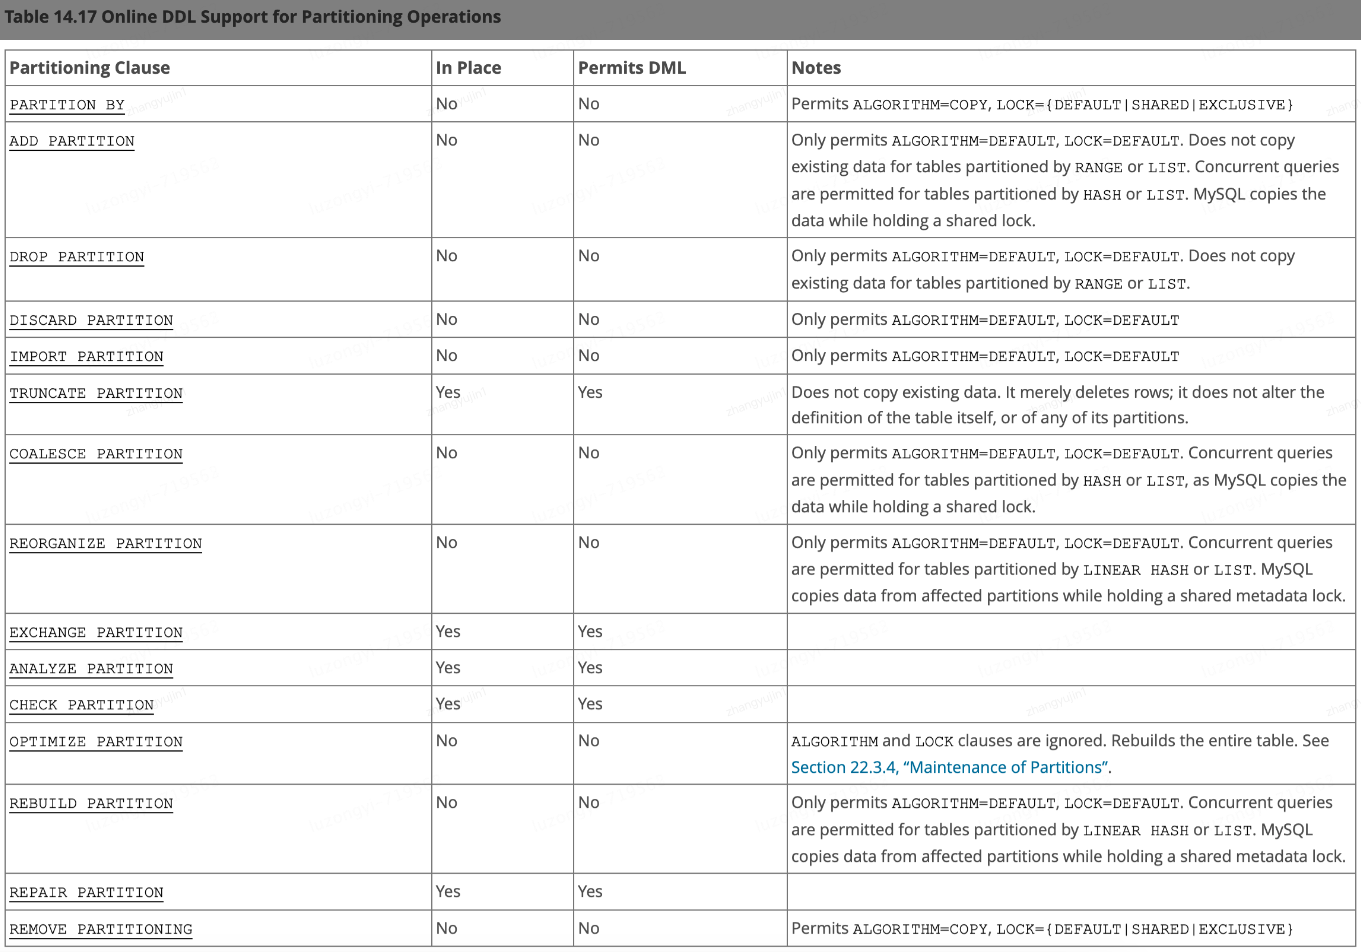 Table 14.17 Online DDL Support for Partitioning Operations
Partitioning Clause In Place Permits DML Notes
PARTITION BY No No Permits ALGORITHM=COPY, LOCK={DEFAULT|SHARED|EXCLUSIVE}
ADD PARTITION No No Only permits ALGORITHM=DEFAULT, LOCK=DEFAULT. Does not copy
existing data for tables partitioned by RANGE or LIST. Concurrent queries
are permitted for tables partitioned by HASH or LIST. MySQL copies the
data while holding a shared lock.
DROP PARTITION No No Only permits ALGORITHM=DEFAULT, LOCK=DEFAULT. Does not copy
existing data for tables partitioned by RANGE or LIST.
DISCARD PARTITION No No Only permits ALGORITHM=DEFAULT, LOCK=DEFAULT
IMPORT PARTITION No No Only permits ALGORITHM=DEFAULT, LOCK=DEFAULT
TRUNCATE PARTITION Yes Yes Does not copy existing data. It merely deletes rows; it does not alter the
definition of the table itself, or of any of its partitions.
COALESCE PARTITION No No Only permits ALGORITHM=DEFAULT, LOCK=DEFAULT. Concurrent queries
are permitted for tables partitioned by HASH or LIST, as MySQL copies the
data while holding a shared lock.
REORGANIZE PARTITION No No Only permits ALGORITHM=DEFAULT, LOCK=DEFAULT. Concurrent queries
are permitted for tables partitioned by LINEAR HASH or LIST. MySQL
copies data from affected partitions while holding a shared metadata lock.
EXCHANGE PARTITION Yes Yes
ANALYZE PARTITION Yes Yes
CHECK PARTITION Yes Yes
OPTIMIZE PARTITION No No ALGORITHM and LOCK clauses are ignored. Rebuilds the entire table. See
Section 22.3.4, “Maintenance of Partitions”.
REBUILD PARTITION No No Only permits ALGORITHM=DEFAULT, LOCK=DEFAULT. Concurrent queries
are permitted for tables partitioned by LINEAR HASH or LIST. MySQL
copies data from affected partitions while holding a shared metadata lock.
REPAIR PARTITION Yes Yes
REMOVE PARTITIONING No No Permits ALGORITHM=COPY, LOCK={DEFAULT|SHARED|EXCLUSIVE}